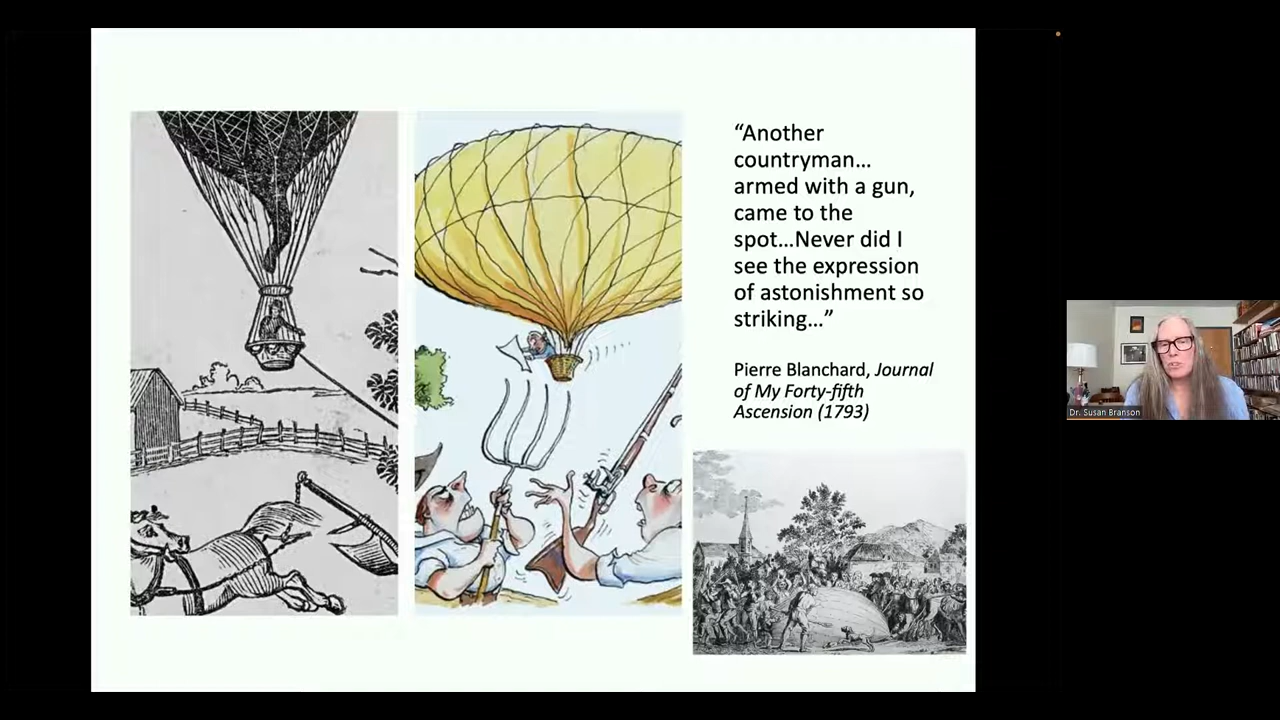 “Another
countryman…
armed with a gun,
came to the
spot…Never did I
see the expression
of astonishment so
striking…”
Pierre Blanchard, Journal
of My Forty-fifth
Ascension (1793)
Dr. Susan Branson